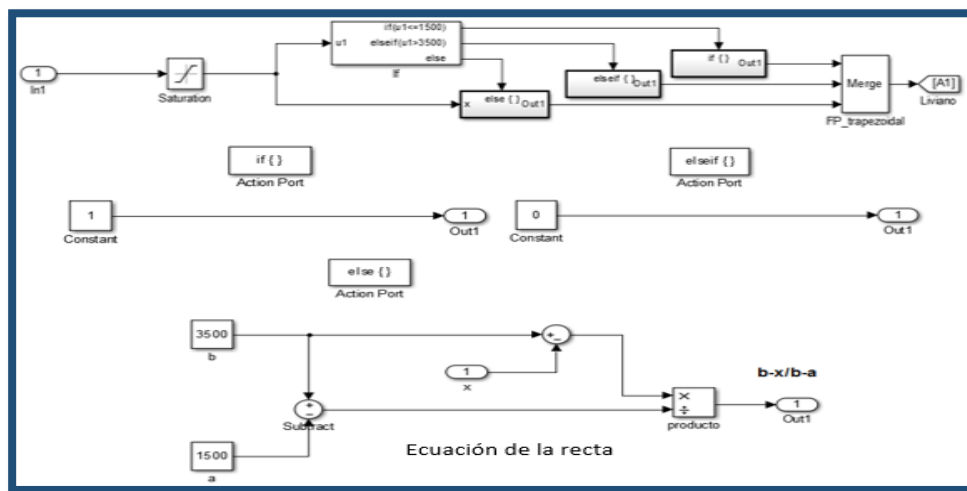 if(u1<=1500)
u1 elseif(u1>3500)
else
If
1
In1
Saturation
if { }
Out1
elseif { }
Out1
x else { } Out1
Merge
FP_trapezoidal
[A1]
Liviano
if { }
Action Port
elseif { }
Action Port
1
Constant
1
Out1
0
Constant
1
Out1
else { }
Action Port
3500
b
+ −
1
x
b-x/b-a
+
−
Subtract
×
÷
producto
1
Out1
1500
a
Ecuación de la recta